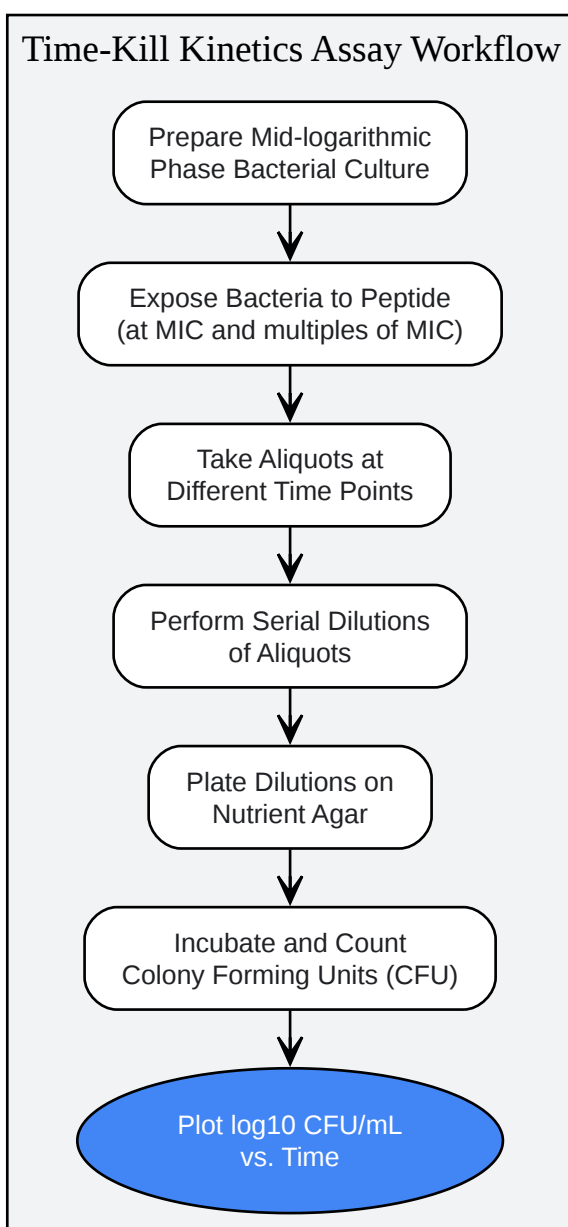 Time-Kill Kinetics Assay Workflow
Prepare Mid-logarithmic
Phase Bacterial Culture
Expose Bacteria to Peptide
(at MIC and multiples of MIC)
Take Aliquots at
Different Time Points
Perform Serial Dilutions
of Aliquots
Plate Dilutions on
Nutrient Agar
Incubate and Count
Colony Forming Units (CFU)
Plot log10 CFU/mL
vs. Time